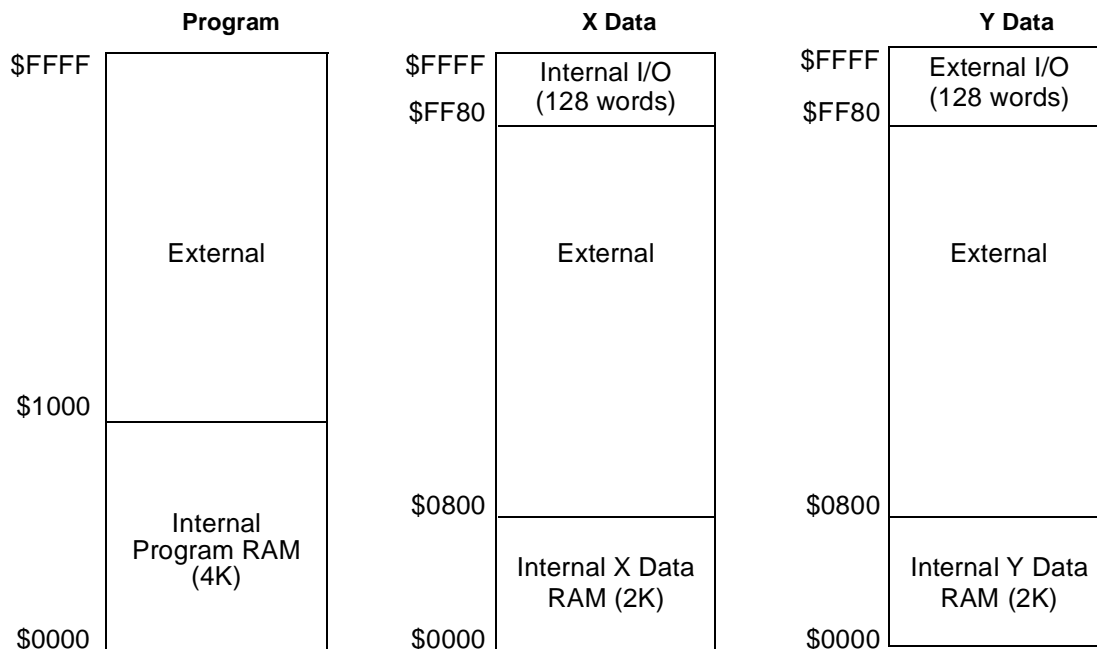 Program
$FFFF
External
$1000
Internal
Program RAM
(4K)
$0000
X Data
$FFFF
Internal I/O
(128 words)
$FF80
External
$0800
Internal X Data
RAM (2K)
$0000
Y Data
$FFFF
External I/O
(128 words)
$FF80
External
$0800
Internal Y Data
RAM (2K)
$0000